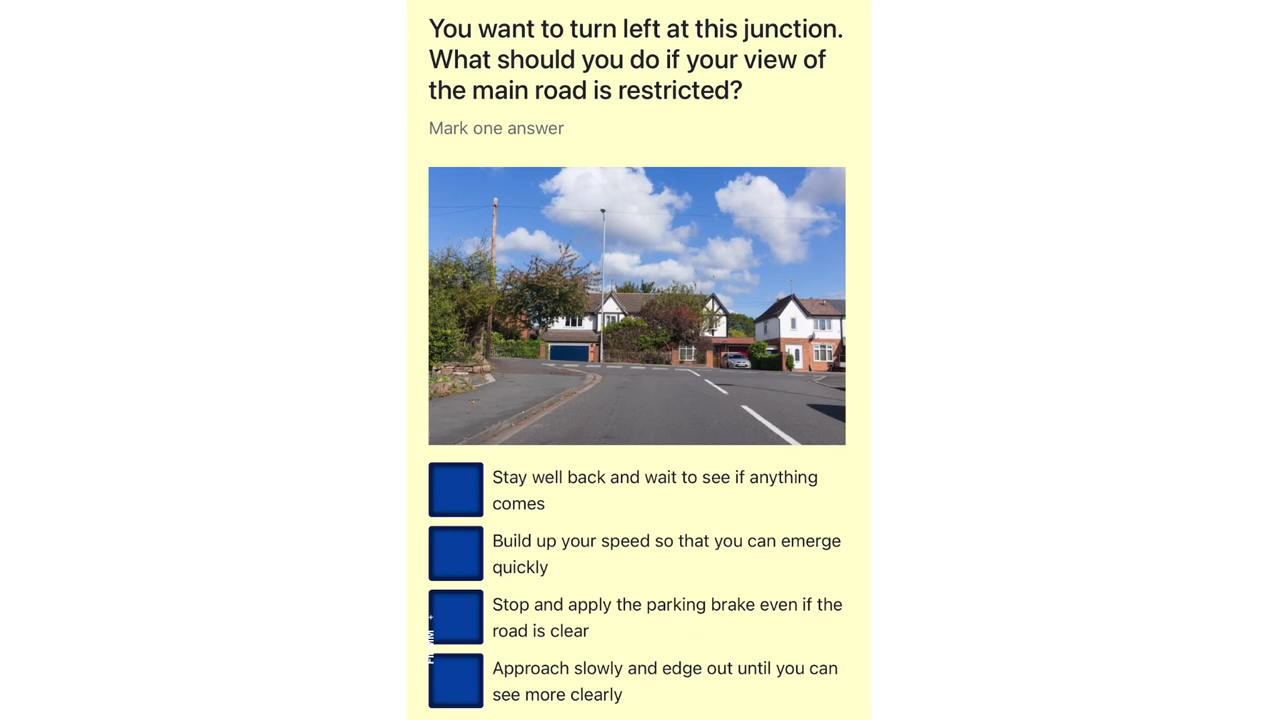 You want to turn left at this junction.
What should you do if your view of
the main road is restricted?
Mark one answer
Stay well back and wait to see if anything
comes
Build up your speed so that you can emerge
quickly
Stop and apply the parking brake even if the
road is clear
Approach slowly and edge out until you can
see more clearly